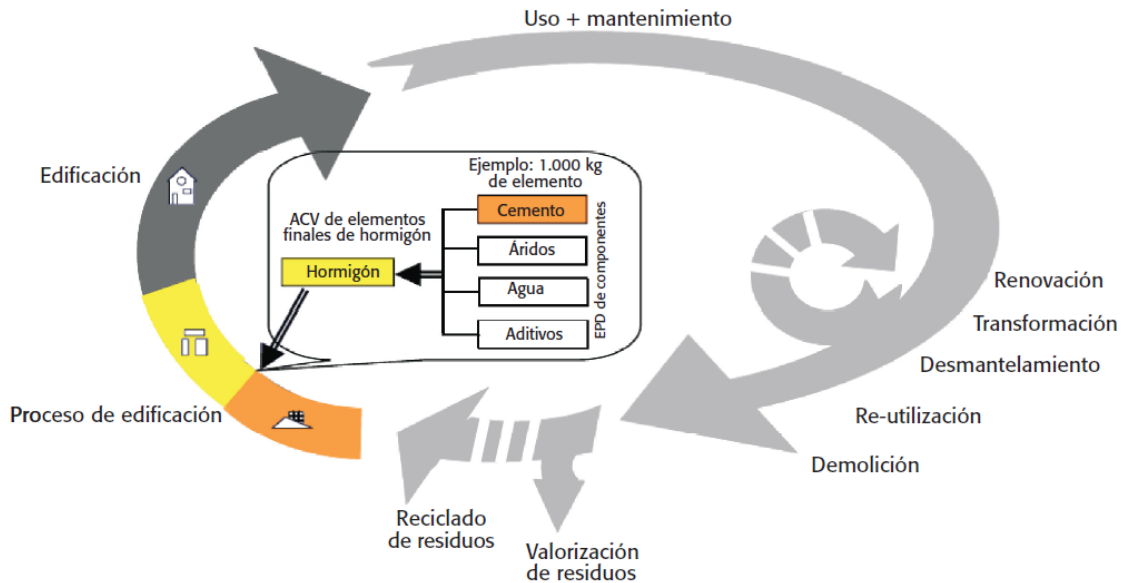 Uso + mantenimiento
Edificación
Ejemplo: 1.000 kg
de elemento
ACV de elementos
finales de hormigón
Hormigón
Cemento
Áridos
Agua
Aditivos
EPD de componentes
Renovación
Transformación
Desmantelamiento
Re-utilización
Demolición
Proceso de edificación
Reciclado
de residuos
Valorización
de residuos